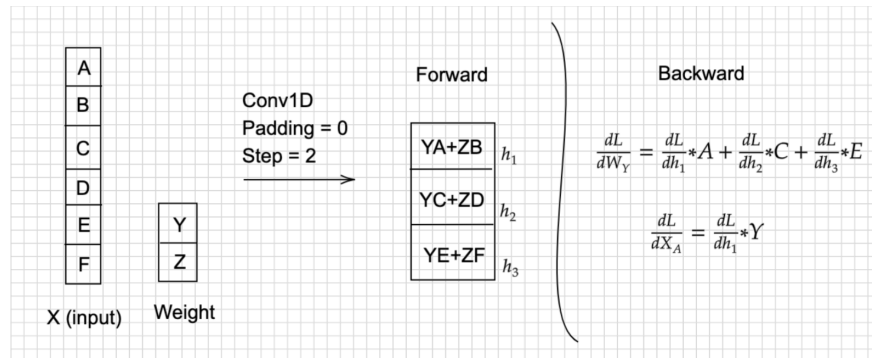 A
B
C
D
E
F
X (input)
Y
Z
Weight
Conv1D
Padding = 0
Step = 2
Forward
YA+ZB h₁
YC+ZD h₂
YE+ZF h₃
Backward
dL/dW_Y = dL/dh₁ *A + dL/dh₂ *C + dL/dh₃ *E
dL/dX_A = dL/dh₁ *Y